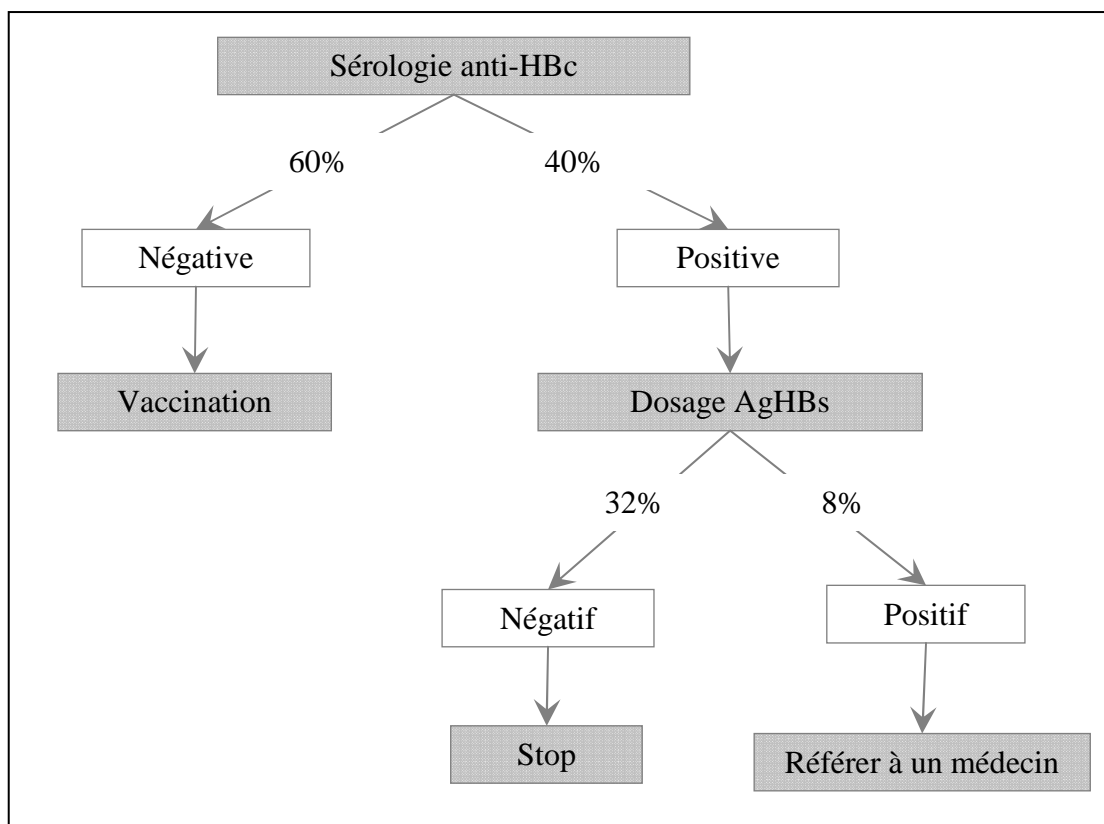 Sérologie anti-HBc
60%
40%
Négative
Positive
Vaccination
Dosage AgHBs
32%
8%
Négatif
Positif
Stop
Référer à un médecin